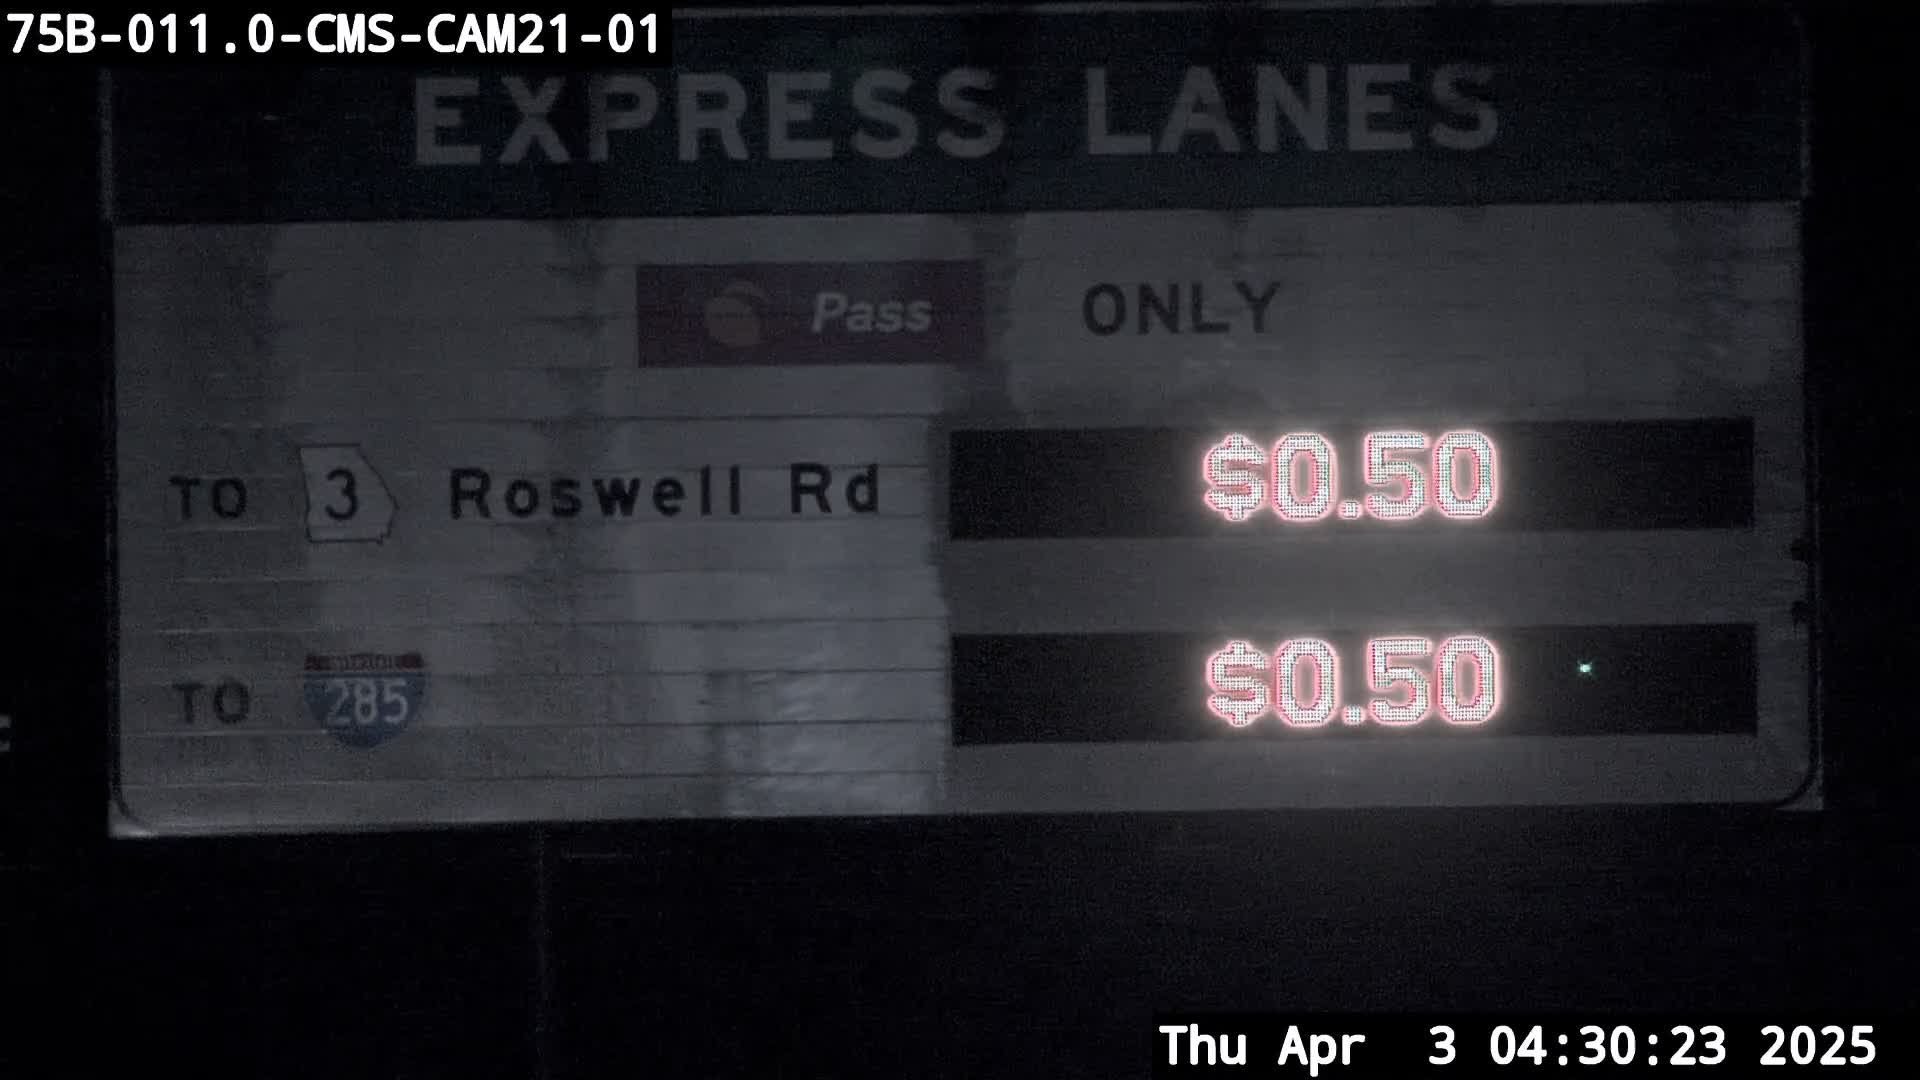 75B-011.0-CMS-CAM21-01
EXPRESS LANES
Pass ONLY
TO 3 Roswell Rd $0.50
TO 285 $0.50
Thu Apr 3 04:30:23 2025